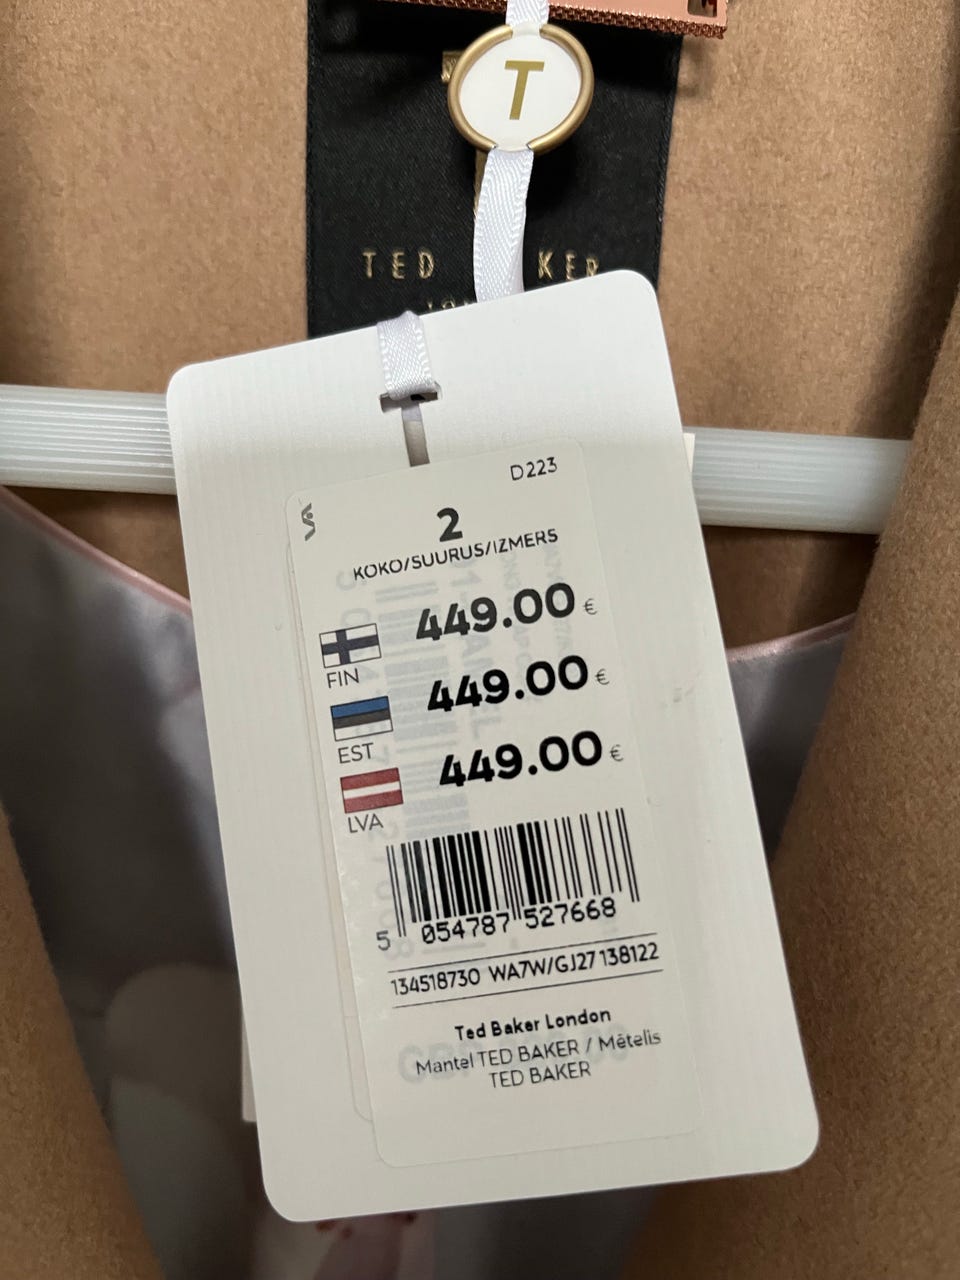 T
TED
KER
D223
2
KOKO/SUURUS/IZMERS
449.00 €
FIN
449.00 €
EST
449.00 €
LVA
5 054787 527668
134518730 WA7W/GJ27 138122
Ted Baker London
Mantel TED BAKER / Mētelis
TED BAKER